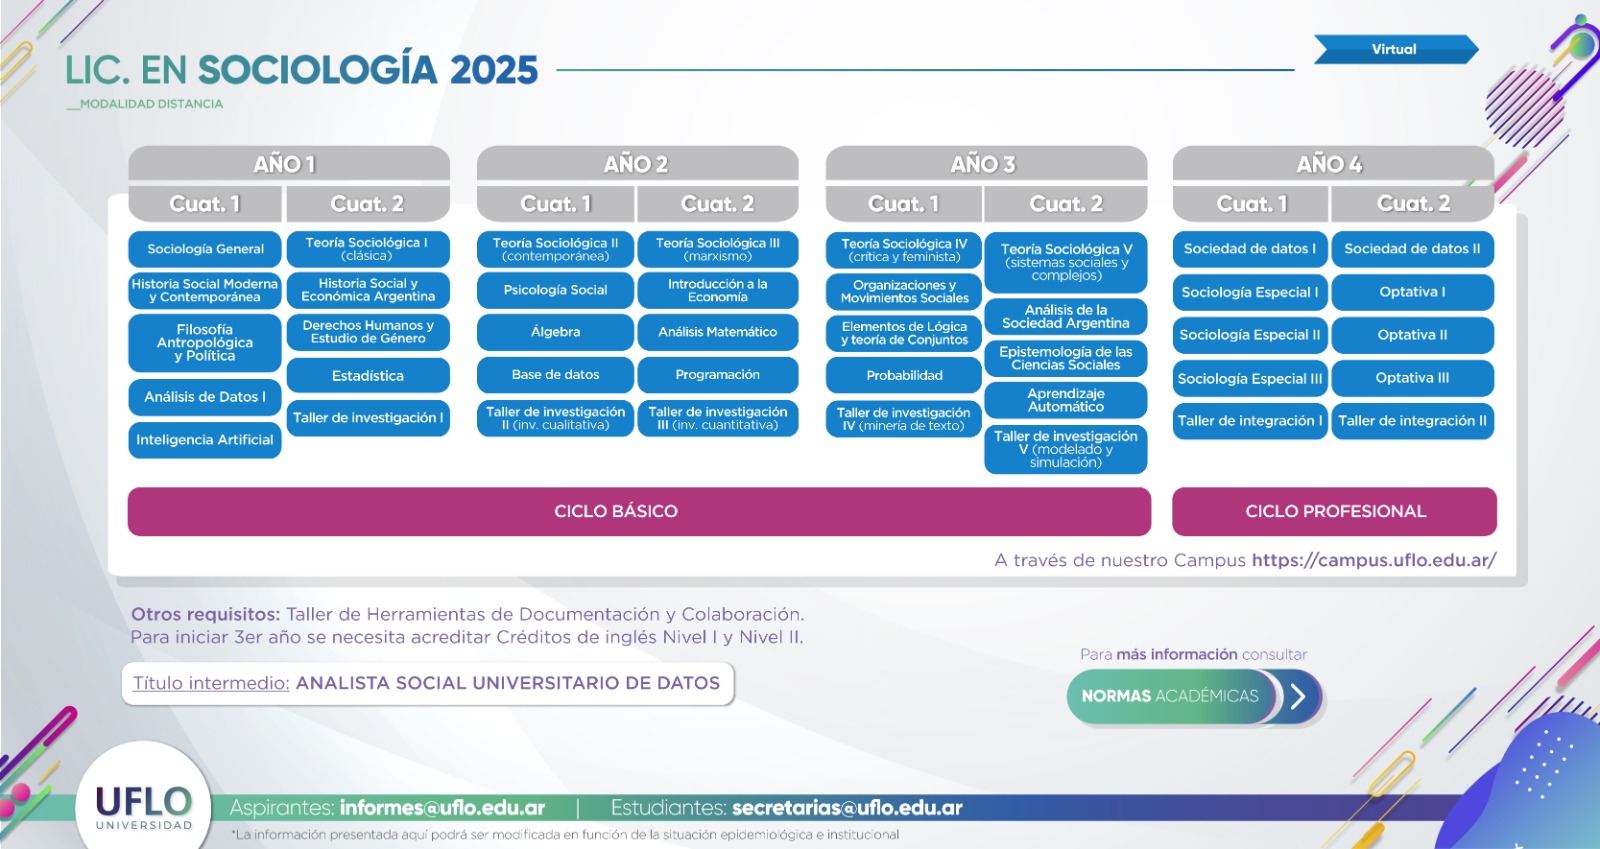 LIC. EN SOCIOLOGÍA 2025
__MODALIDAD DISTANCIA
Virtual
AÑO 1
Cuat. 1
Sociología General
Historia Social Moderna
y Contemporánea
Filosofía
Antropológica
y Política
Análisis de Datos I
Inteligencia Artificial
Cuat. 2
Teoría Sociológica I
(clásica)
Historia Social y
Económica Argentina
Derechos Humanos y
Estudio de Género
Estadística
Taller de investigación I
AÑO 2
Cuat. 1
Teoría Sociológica II
(contemporánea)
Psicología Social
Álgebra
Base de datos
Taller de investigación
II (inv. cualitativa)
Cuat. 2
Teoría Sociológica III
(marxismo)
Introducción a la
Economía
Análisis Matemático
Programación
Taller de investigación
III (inv. cuantitativa)
AÑO 3
Cuat. 1
Teoría Sociológica IV
(crítica y feminista)
Organizaciones y
Movimientos Sociales
Elementos de Lógica
y teoría de Conjuntos
Probabilidad
Taller de investigación
IV (minería de texto)
Cuat. 2
Teoría Sociológica V
(sistemas sociales y
complejos)
Análisis de la
Sociedad Argentina
Epistemología de las
Ciencias Sociales
Aprendizaje
Automático
Taller de investigación
V (modelado y
simulación)
AÑO 4
Cuat. 1
Sociedad de datos I
Sociología Especial I
Sociología Especial II
Sociología Especial III
Taller de integración I
Cuat. 2
Sociedad de datos II
Optativa I
Optativa II
Optativa III
Taller de integración II
CICLO BÁSICO
CICLO PROFESIONAL
A través de nuestro Campus https://campus.uflo.edu.ar/
Otros requisitos: Taller de Herramientas de Documentación y Colaboración.
Para iniciar 3er año se necesita acreditar Créditos de inglés Nivel I y Nivel II.
Título intermedio: ANALISTA SOCIAL UNIVERSITARIO DE DATOS
Para más información consultar
NORMAS ACADÉMICAS
UFLO
UNIVERSIDAD
Aspirantes: informes@uflo.edu.ar | Estudiantes: secretarias@uflo.edu.ar
*La información presentada aquí podrá ser modificada en función de la situación epidemiológica e institucional